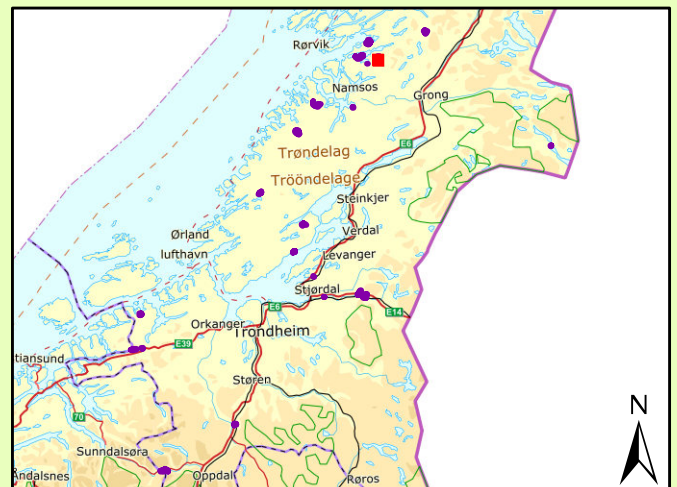 Rørvik
Namsos
Grong
E6
Trøndelag
Trööndelage
Steinkjer
Verdal
Ørland
lufthavn
Levanger
Stjørdal
E6
E14
Orkanger
Trondheim
E39
tiansund
Støren
N
70
Sunndalsøra
Åndalsnes
Oppdal
Røros